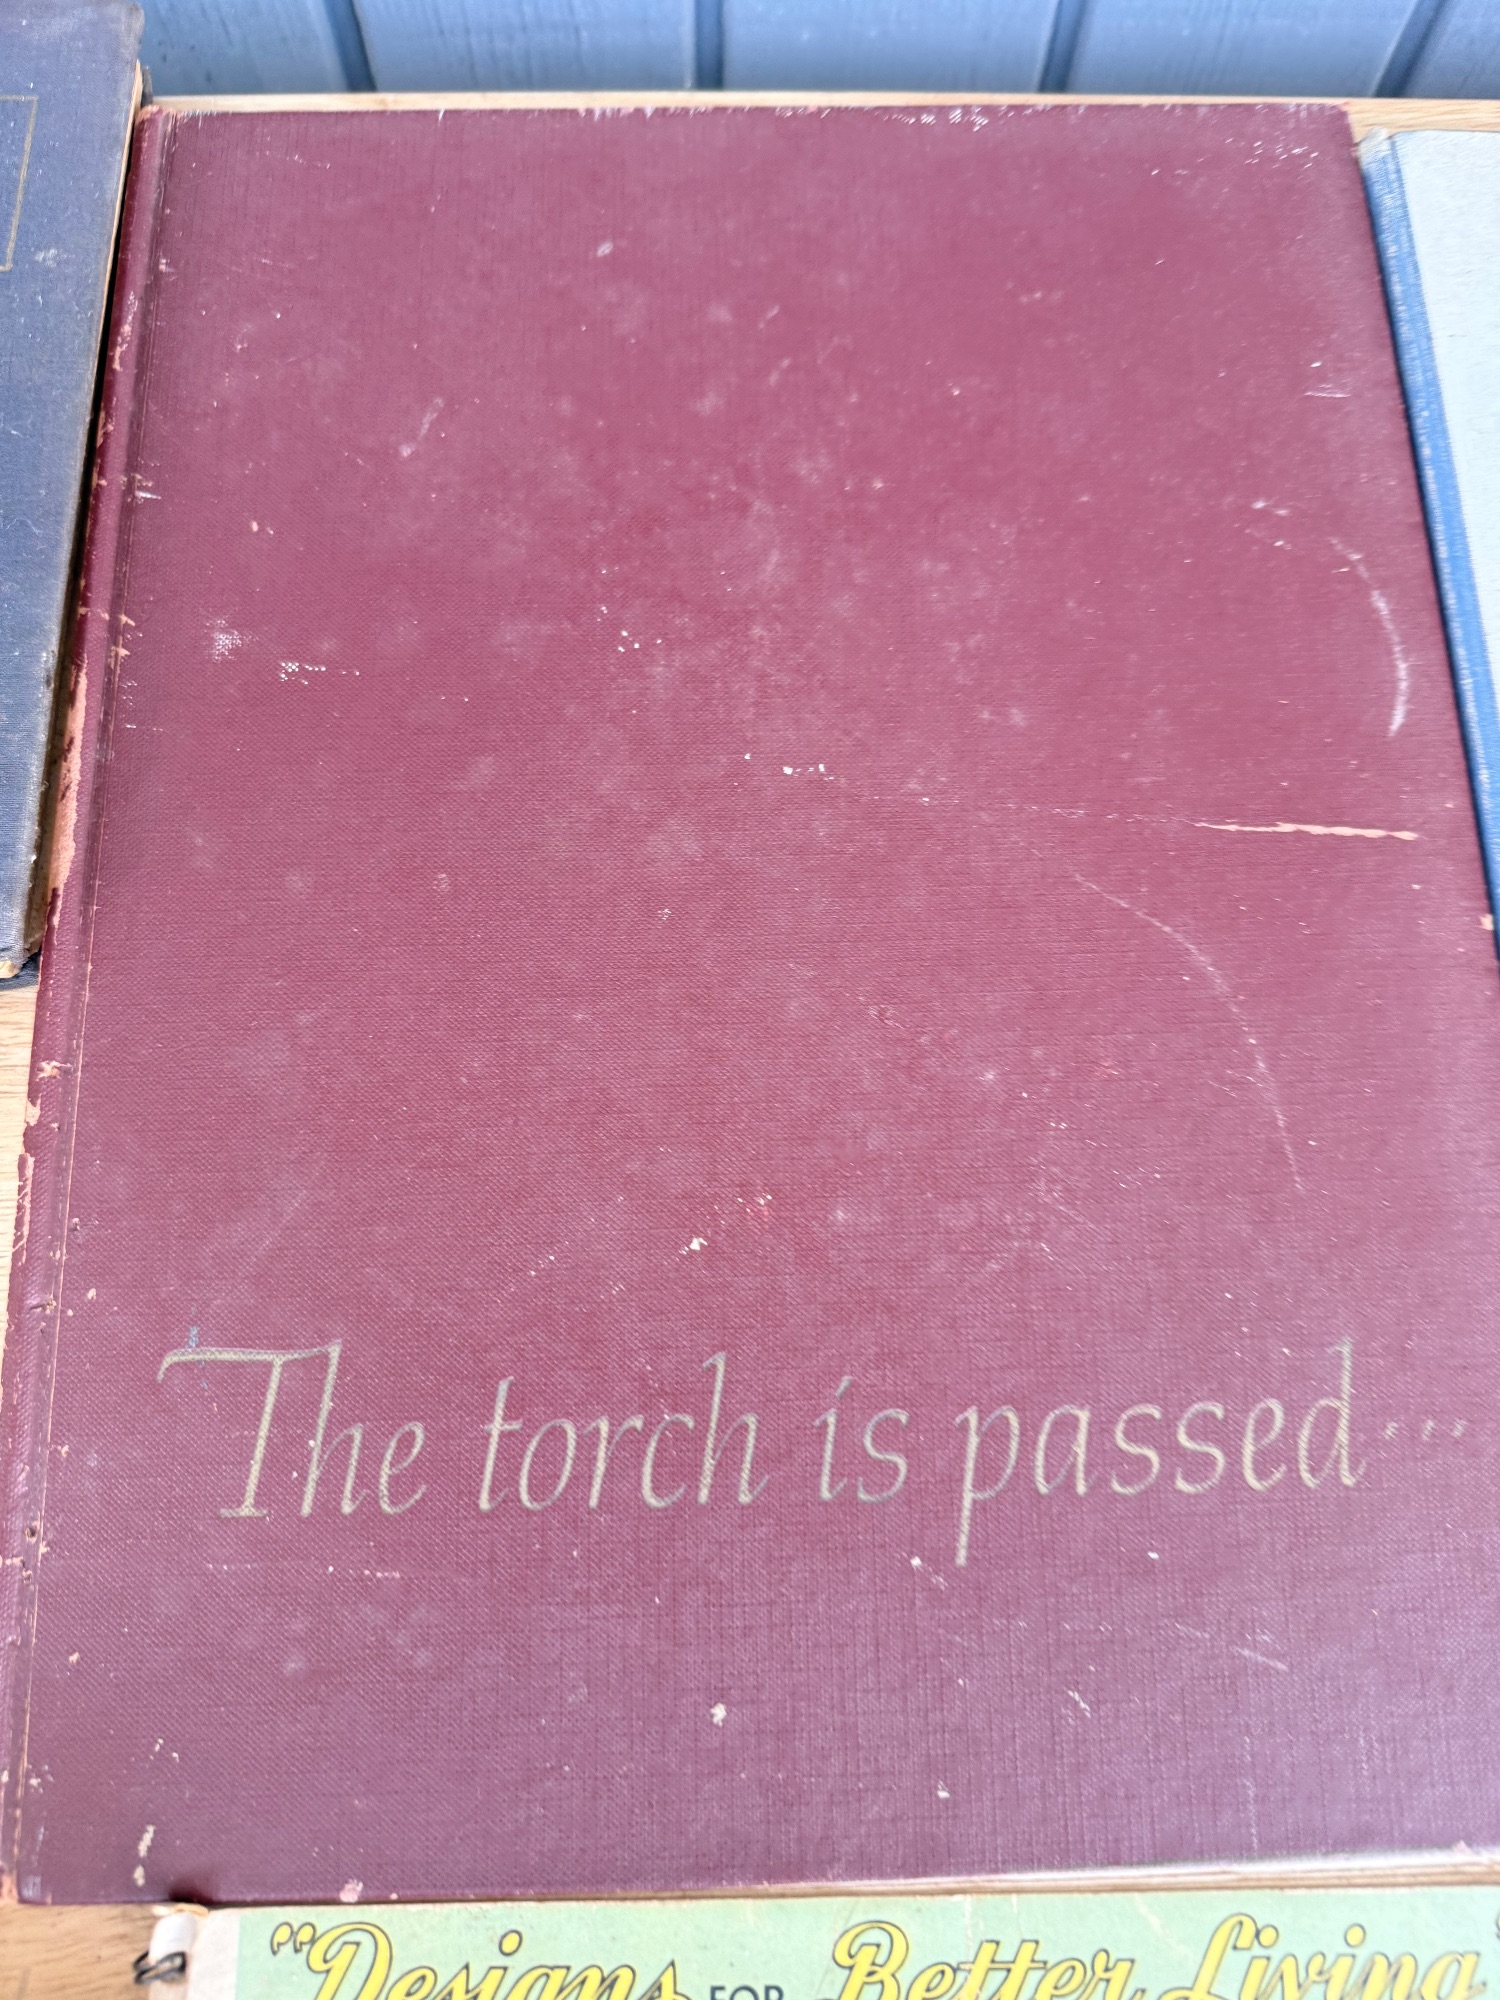 The torch is passed...
"Designs FOR Better Living"